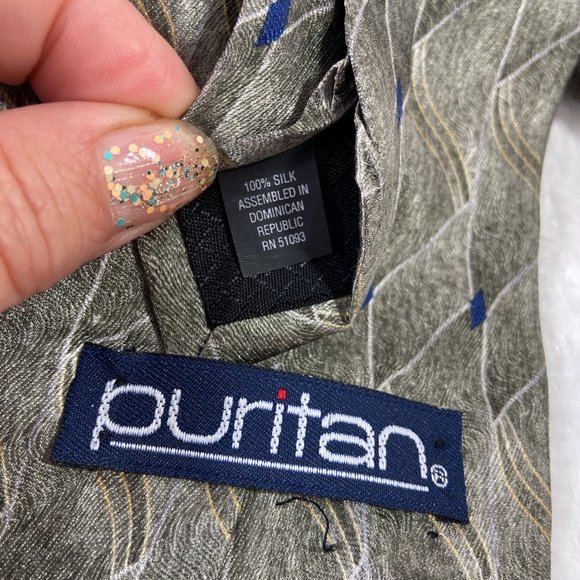 100% SILK
ASSEMBLED IN
DOMINICAN
REPUBLIC
RN 51093
puritan®